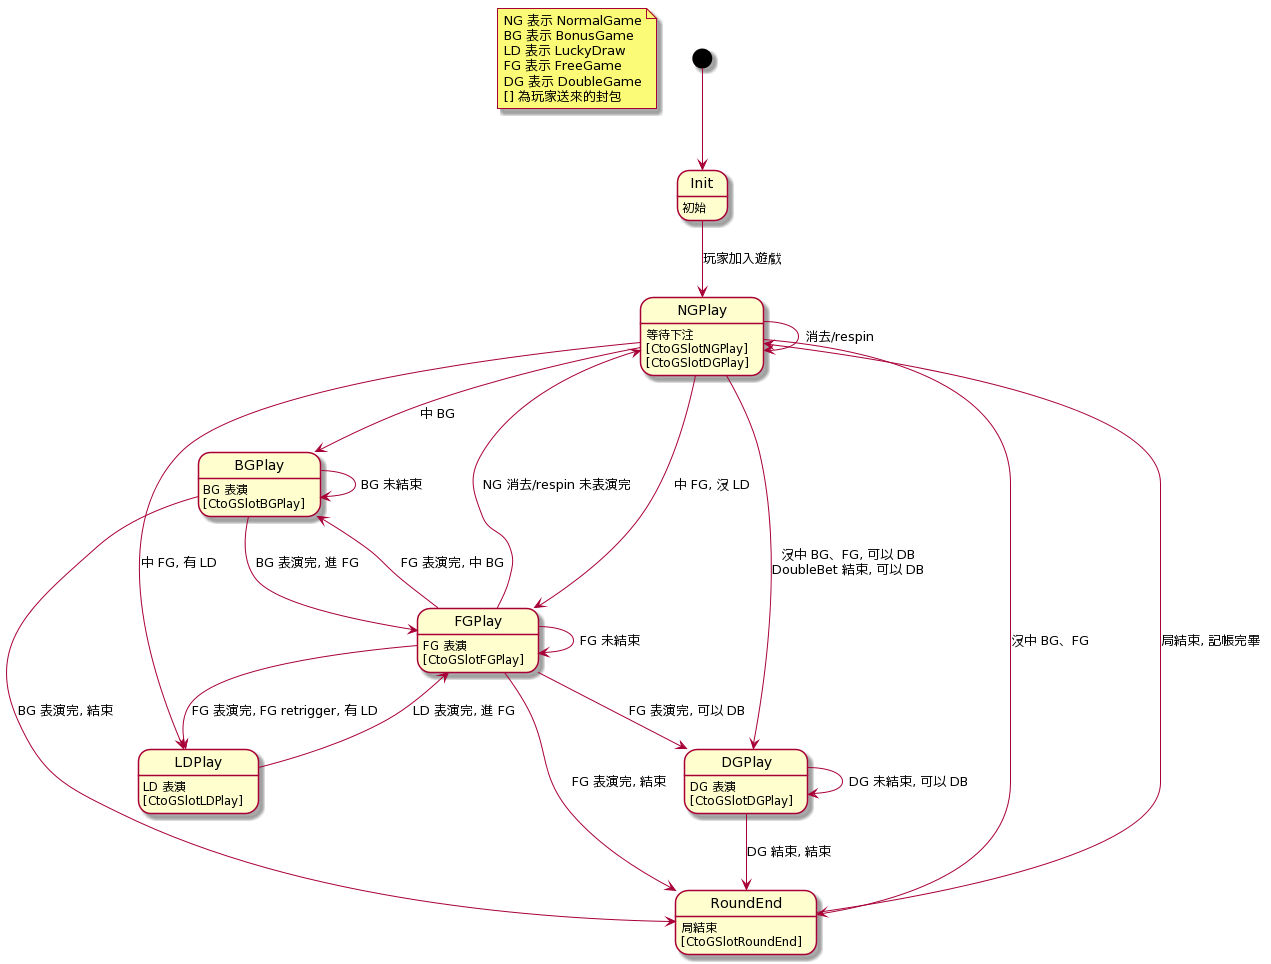 NG 表示 NormalGame
BG 表示 BonusGame
LD 表示 LuckyDraw
FG 表示 FreeGame
DG 表示 DoubleGame
[] 為玩家送來的封包
Init
初始
玩家加入遊戲
NGPlay
等待下注
[CtoGSlotNGPlay]
[CtoGSlotDGPlay]
消去/respin
中 BG
BGPlay
BG 表演
[CtoGSlotBGPlay]
BG 未結束
NG 消去/respin 未表演完
中 FG, 沒 LD
中 FG, 有 LD
BG 表演完, 進 FG
FG 表演完, 中 BG
沒中 BG、FG, 可以 DB
DoubleBet 結束, 可以 DB
FGPlay
FG 表演
[CtoGSlotFGPlay]
FG 未結束
沒中 BG、FG
局結束, 記帳完畢
BG 表演完, 結束
FG 表演完, FG retrigger, 有 LD
LD 表演完, 進 FG
FG 表演完, 可以 DB
LDPlay
LD 表演
[CtoGSlotLDPlay]
FG 表演完, 結束
DGPlay
DG 表演
[CtoGSlotDGPlay]
DG 未結束, 可以 DB
DG 結束, 結束
RoundEnd
局結束
[CtoGSlotRoundEnd]